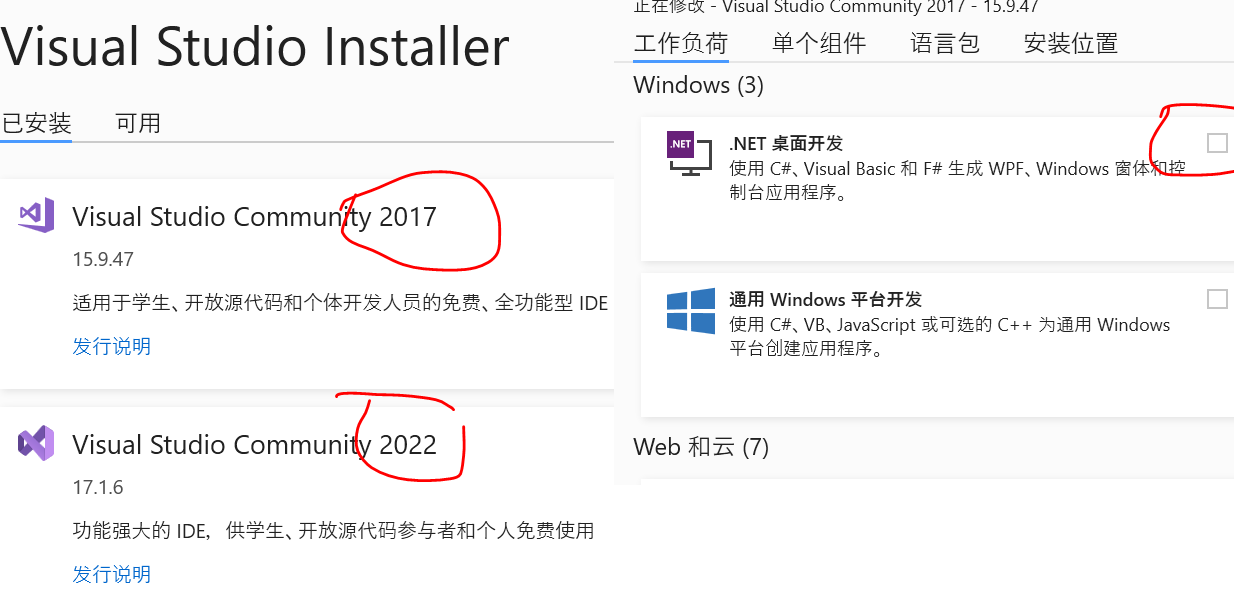 Visual Studio Installer
已安装 可用
Visual Studio Community 2017
15.9.47
适用于学生、开放源代码和个体开发人员的免费、全功能型 IDE
发行说明
Visual Studio Community 2022
17.1.6
功能强大的 IDE，供学生、开放源代码参与者和个人免费使用
发行说明
正在修改 - Visual Studio Community 2017 - 15.9.47
工作负荷 单个组件 语言包 安装位置
Windows (3)
.NET
.NET 桌面开发
使用 C#、Visual Basic 和 F# 生成 WPF、Windows 窗体和控
制台应用程序。
通用 Windows 平台开发
使用 C#、VB、JavaScript 或可选的 C++ 为通用 Windows
平台创建应用程序。
Web 和云 (7)